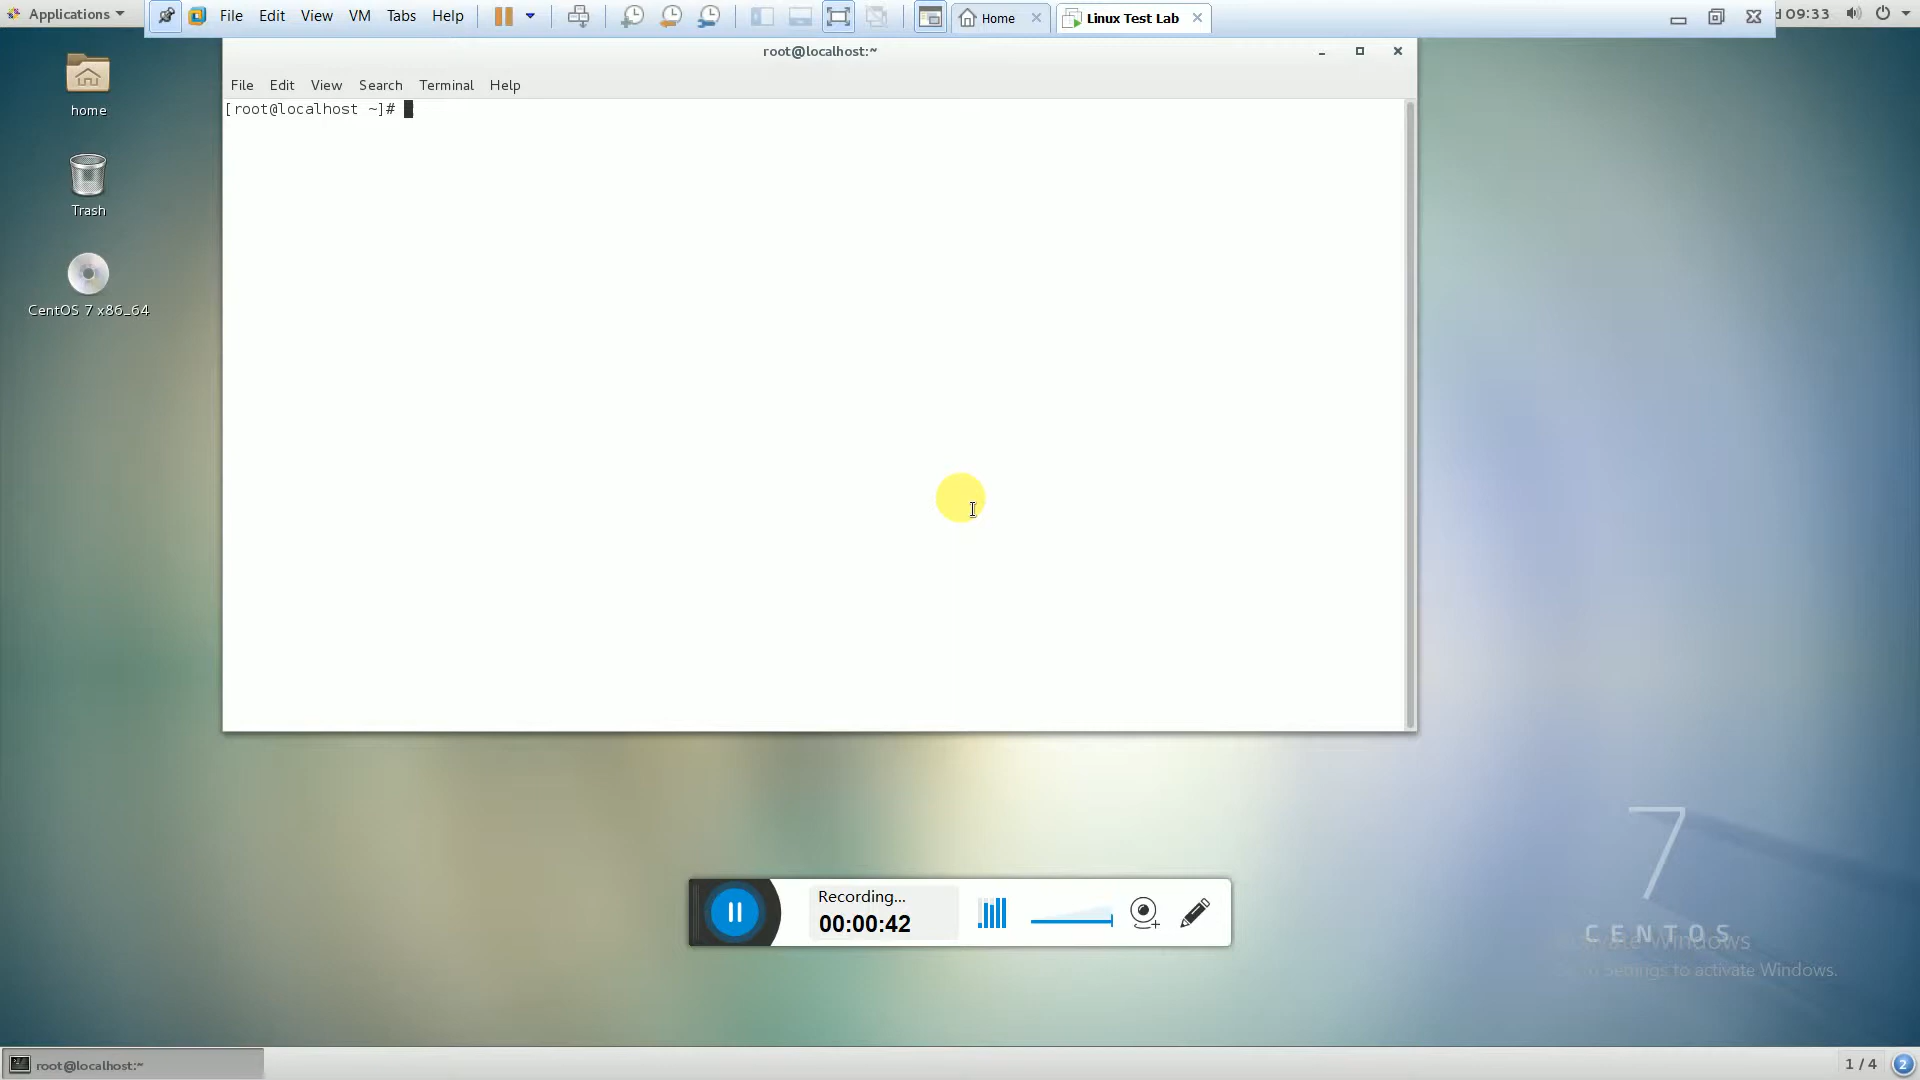 Applications
File Edit View VM Tabs Help
Home
Linux Test Lab
09:33
root@localhost:~
File Edit View Search Terminal Help
[root@localhost ~]#
home
Trash
CentOS 7 x86_64
Recording...
00:00:42
7
CENTOS
Windows
Settings to activate Windows.
root@localhost:~
1 / 4
2